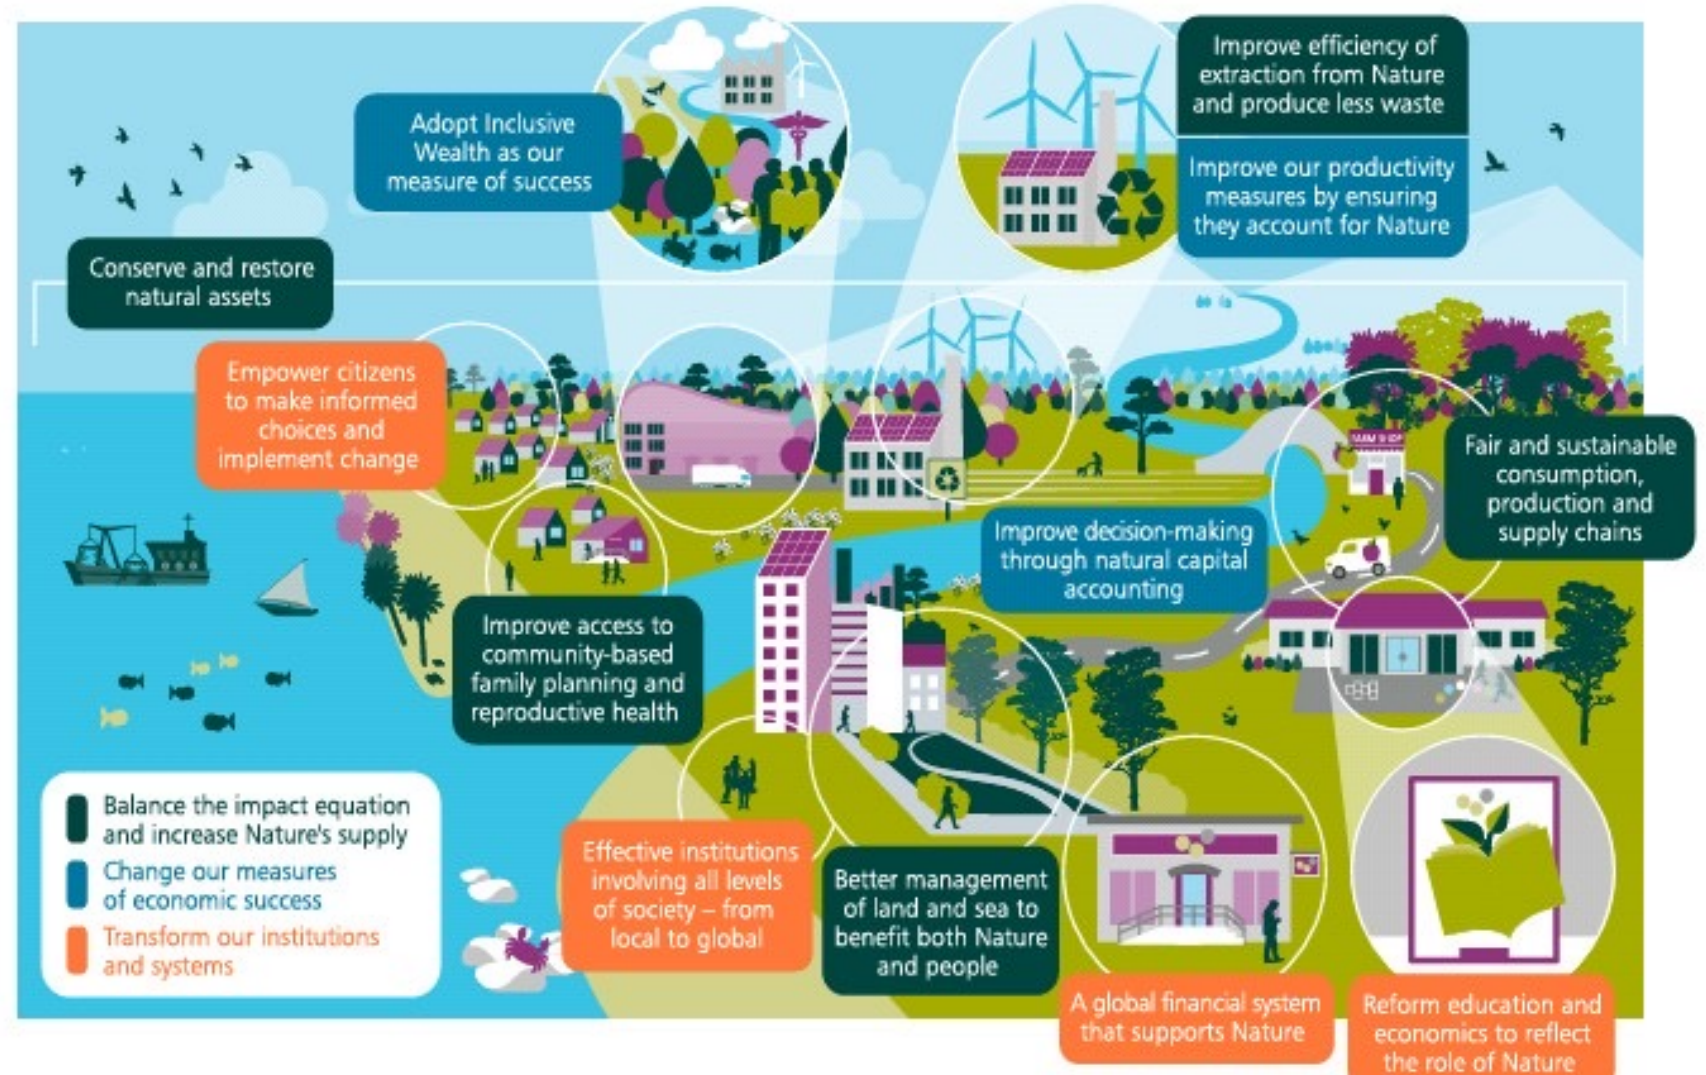 Improve efficiency of
extraction from Nature
and produce less waste
Adopt Inclusive
Wealth as our
measure of success
Improve our productivity
measures by ensuring
they account for Nature
Conserve and restore
natural assets
Empower citizens
to make informed
choices and
implement change
FARM SHOP
Fair and sustainable
consumption,
production and
supply chains
Improve decision-making
through natural capital
accounting
Improve access to
community-based
family planning and
reproductive health
Balance the impact equation
and increase Nature's supply
Change our measures
of economic success
Transform our institutions
and systems
Effective institutions
involving all levels
of society – from
local to global
Better management
of land and sea to
benefit both Nature
and people
A global financial system
that supports Nature
Reform education and
economics to reflect
the role of Nature